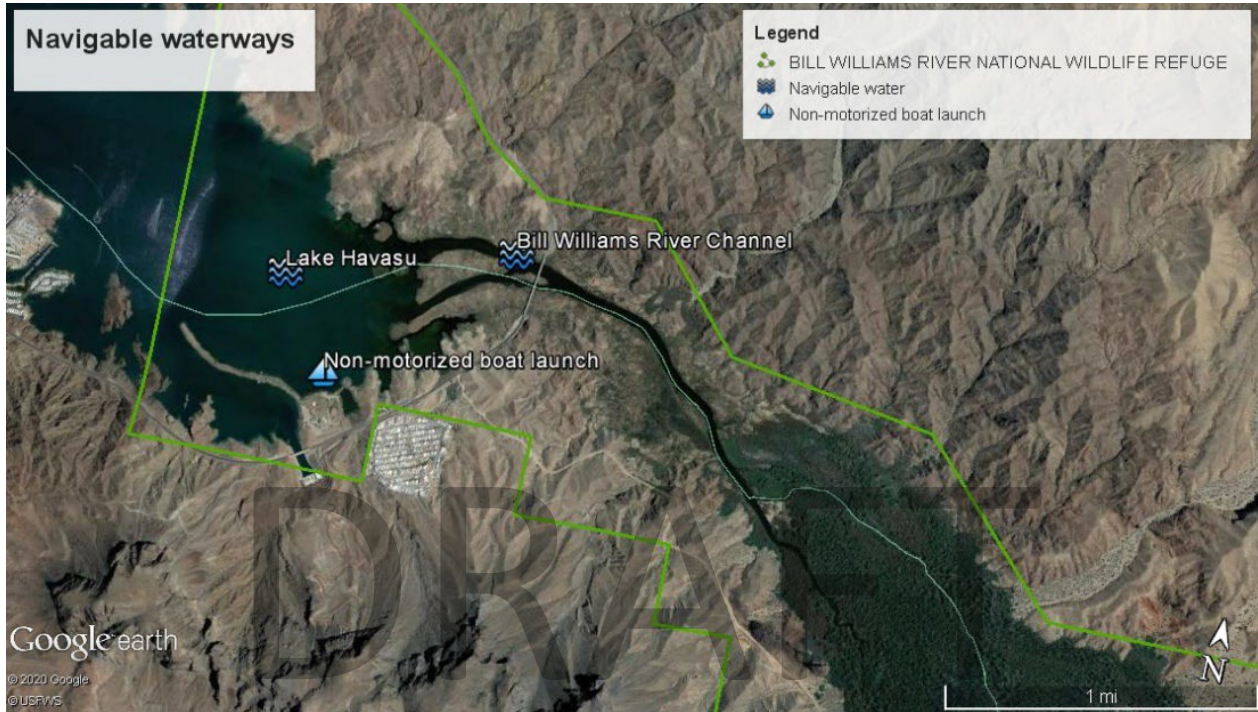 Navigable waterways
Legend
BILL WILLIAMS RIVER NATIONAL WILDLIFE REFUGE
Navigable water
Non-motorized boat launch
Bill Williams River Channel
Lake Havasu
Non-motorized boat launch
DRAFT
Google earth
© 2020 Google
© USFWS
N
1 mi